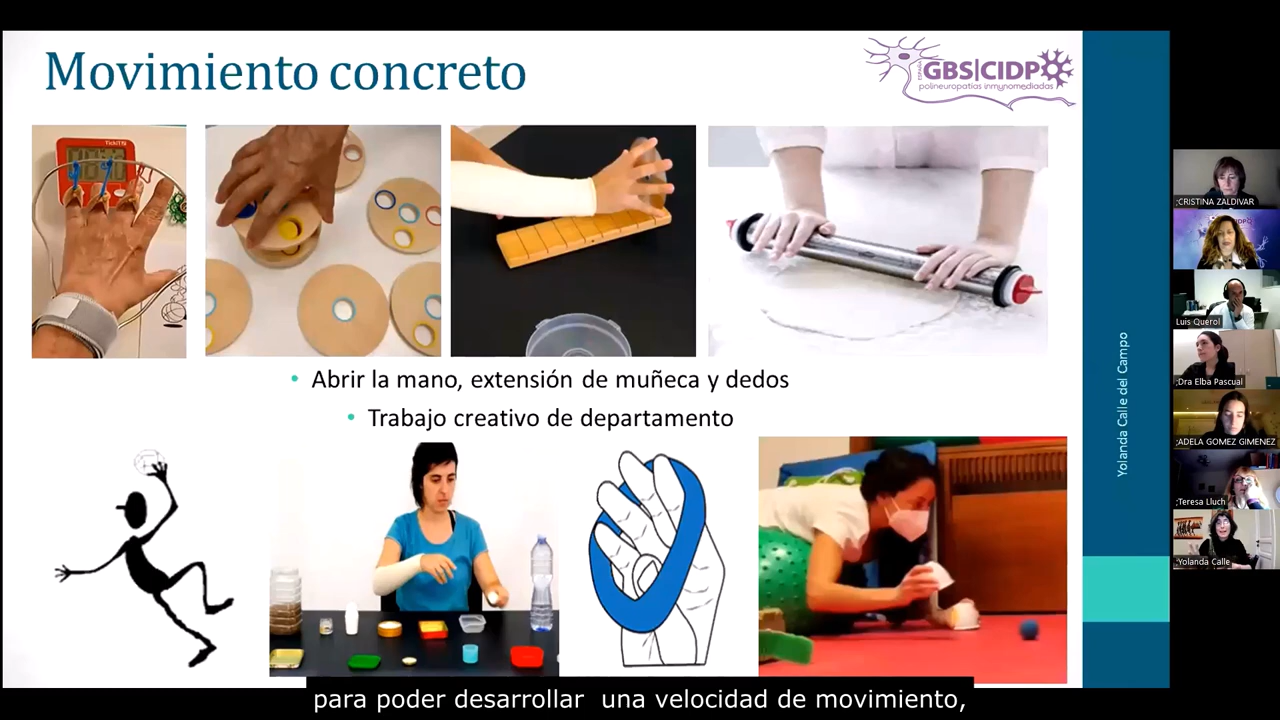 Movimiento concreto
ESPAÑA
GBS|CIDP
polineuropatías inmunomediadas
Abrir la mano, extensión de muñeca y dedos
Trabajo creativo de departamento
Yolanda Calle del Campo
;CRISTINA ZALDIVAR
Luis Querol
;Dra Elba Pascual
;ADELA GOMEZ GIMENEZ
;Teresa Lluch
;Yolanda Calle
para poder desarrollar una velocidad de movimiento,